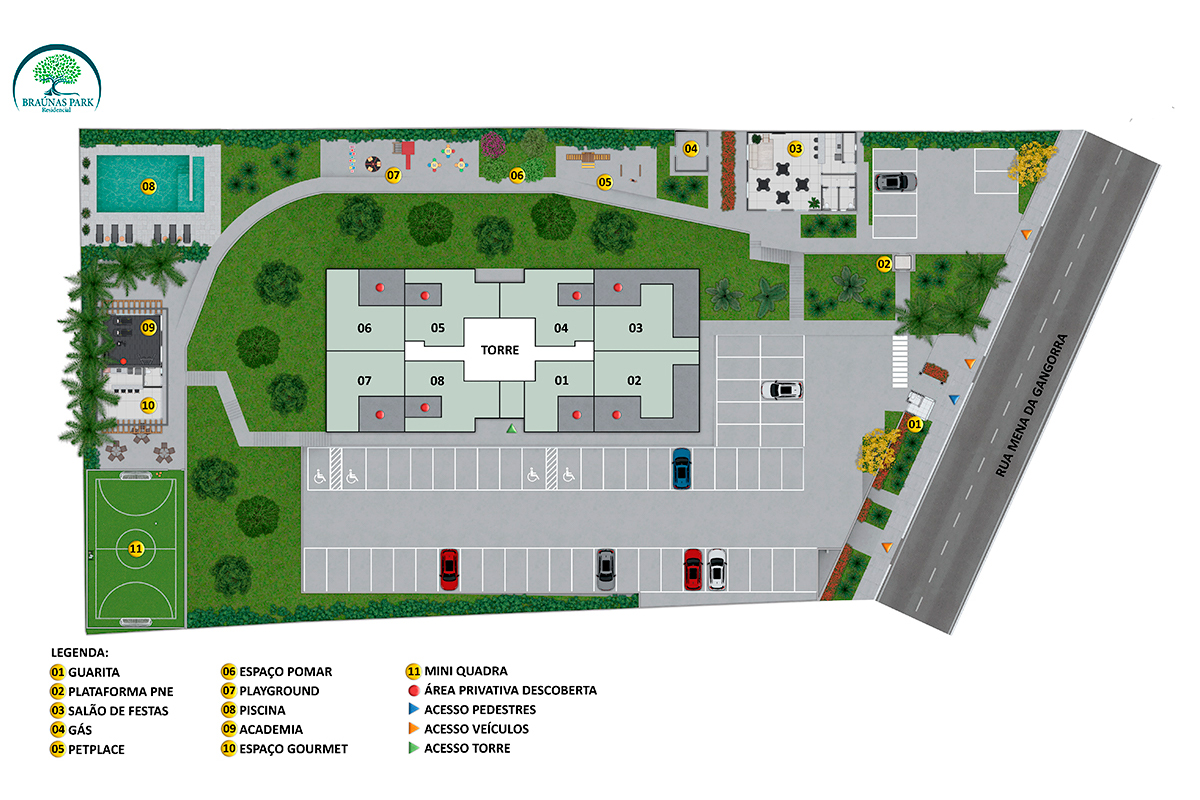 BRAÚNAS PARK
Residencial
08
07
06
05
04
03
02
06
05
04
03
TORRE
07
08
01
02
09
10
01
11
RUA MENA DA GANGORRA
LEGENDA:
01 GUARITA
02 PLATAFORMA PNE
03 SALÃO DE FESTAS
04 GÁS
05 PETPLACE
06 ESPAÇO POMAR
07 PLAYGROUND
08 PISCINA
09 ACADEMIA
10 ESPAÇO GOURMET
11 MINI QUADRA
ÁREA PRIVATIVA DESCOBERTA
ACESSO PEDESTRES
ACESSO VEÍCULOS
ACESSO TORRE